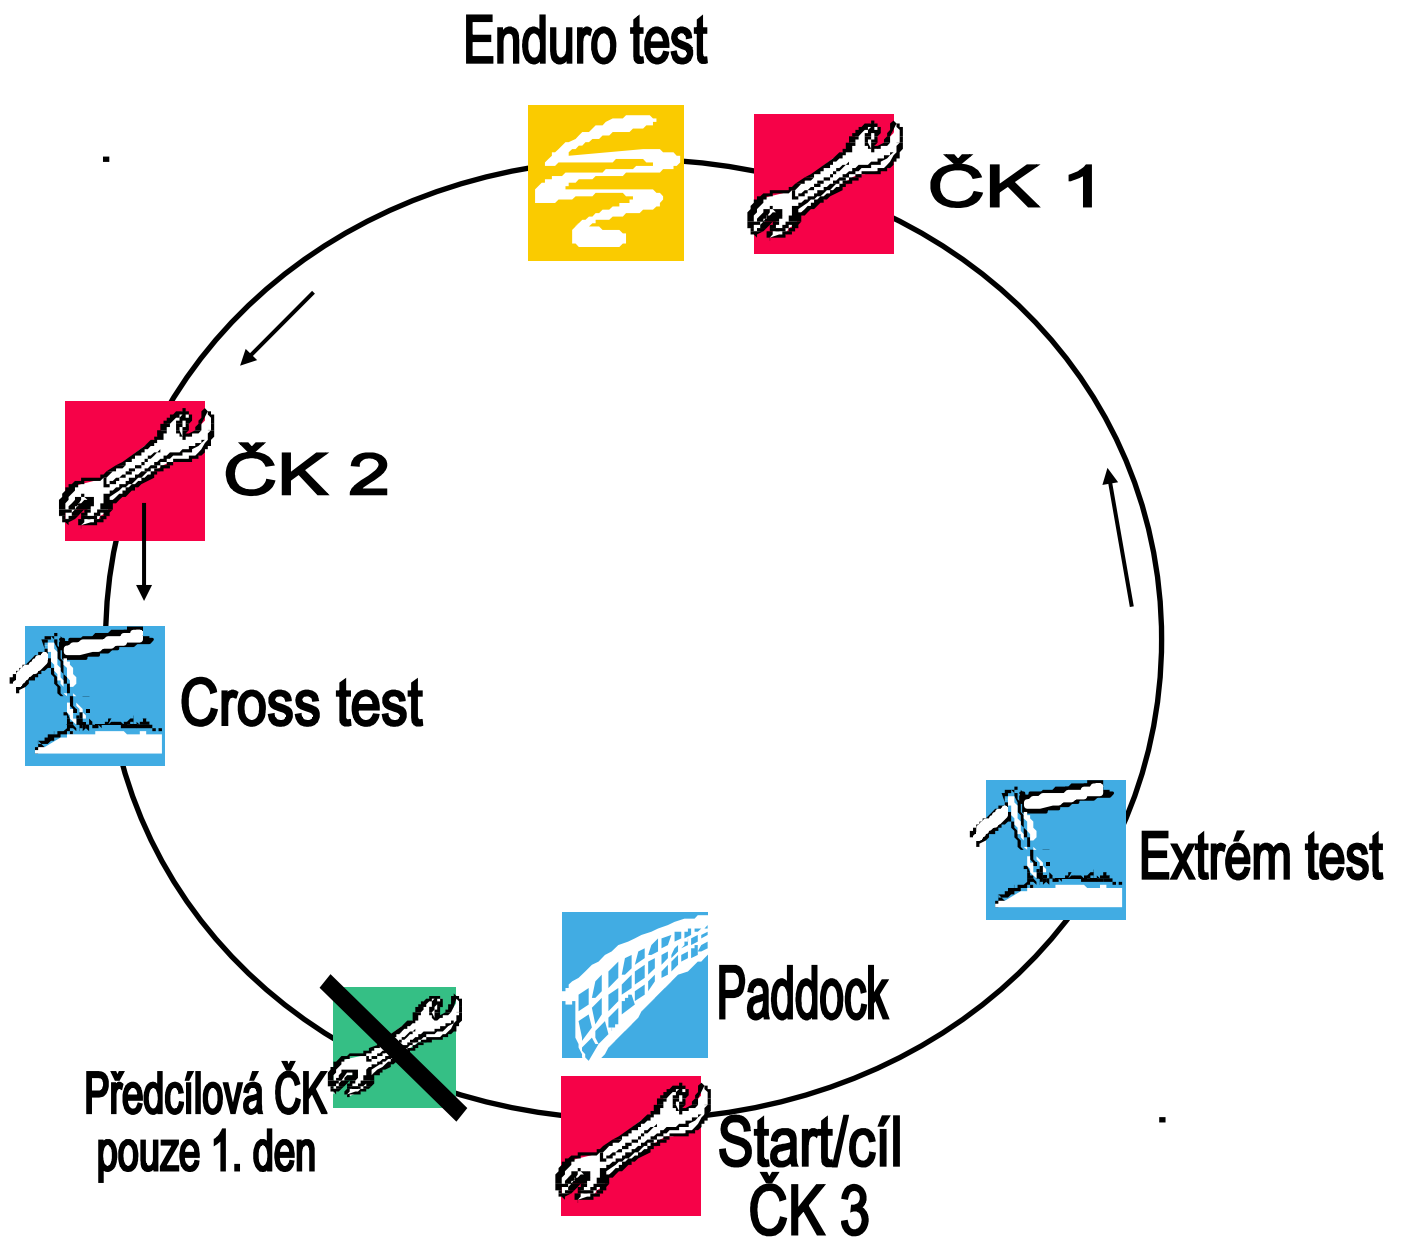 Enduro test
ČK 1
ČK 2
Cross test
Extrém test
Paddock
Předcílová ČK
pouze 1. den
Start/cíl
ČK 3